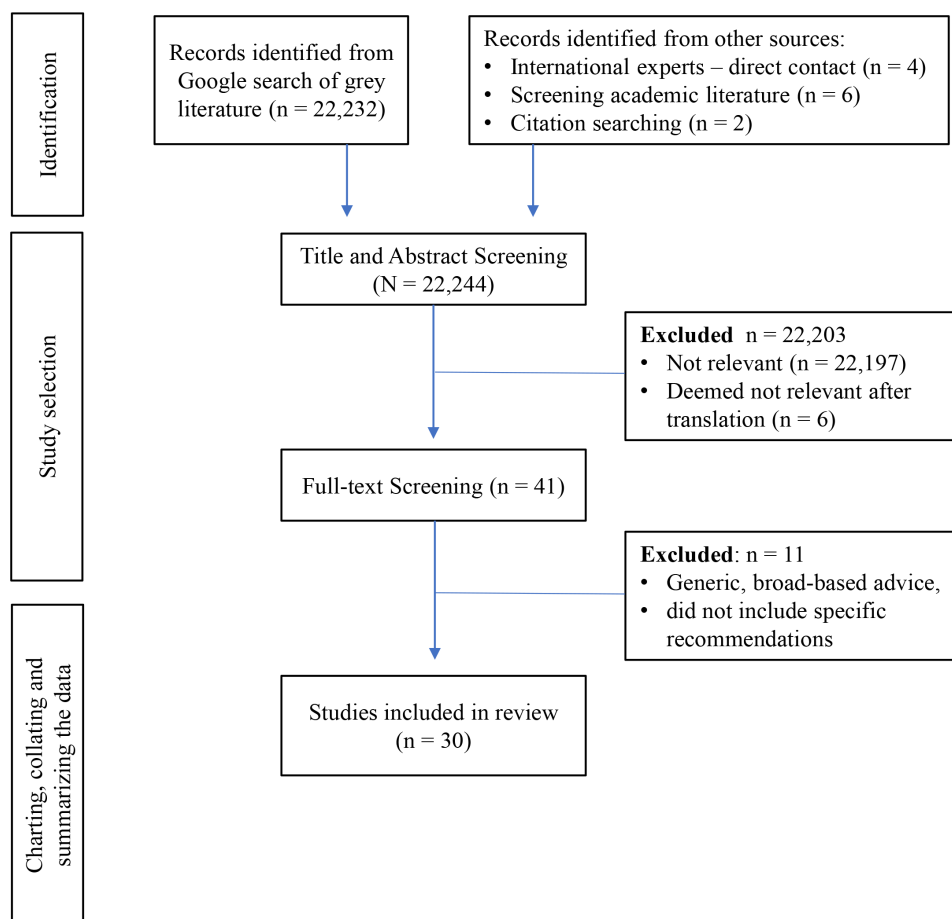 Identification
Records identified from
Google search of grey
literature (n = 22,232)
Records identified from other sources:
• International experts – direct contact (n = 4)
• Screening academic literature (n = 6)
• Citation searching (n = 2)
Study selection
Title and Abstract Screening
(N = 22,244)
Excluded n = 22,203
• Not relevant (n = 22,197)
• Deemed not relevant after
translation (n = 6)
Full-text Screening (n = 41)
Excluded: n = 11
• Generic, broad-based advice,
• did not include specific
recommendations
Charting, collating and
summarizing the data
Studies included in review
(n = 30)